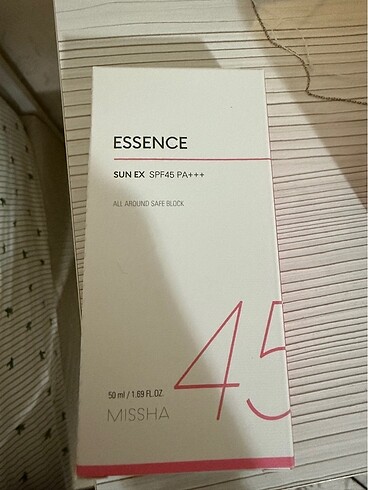 ESSENCE
SUN EX SPF45 PA+++
ALL AROUND SAFE BLOCK
45
50 ml / 1.69 FL.OZ.
MISSHA